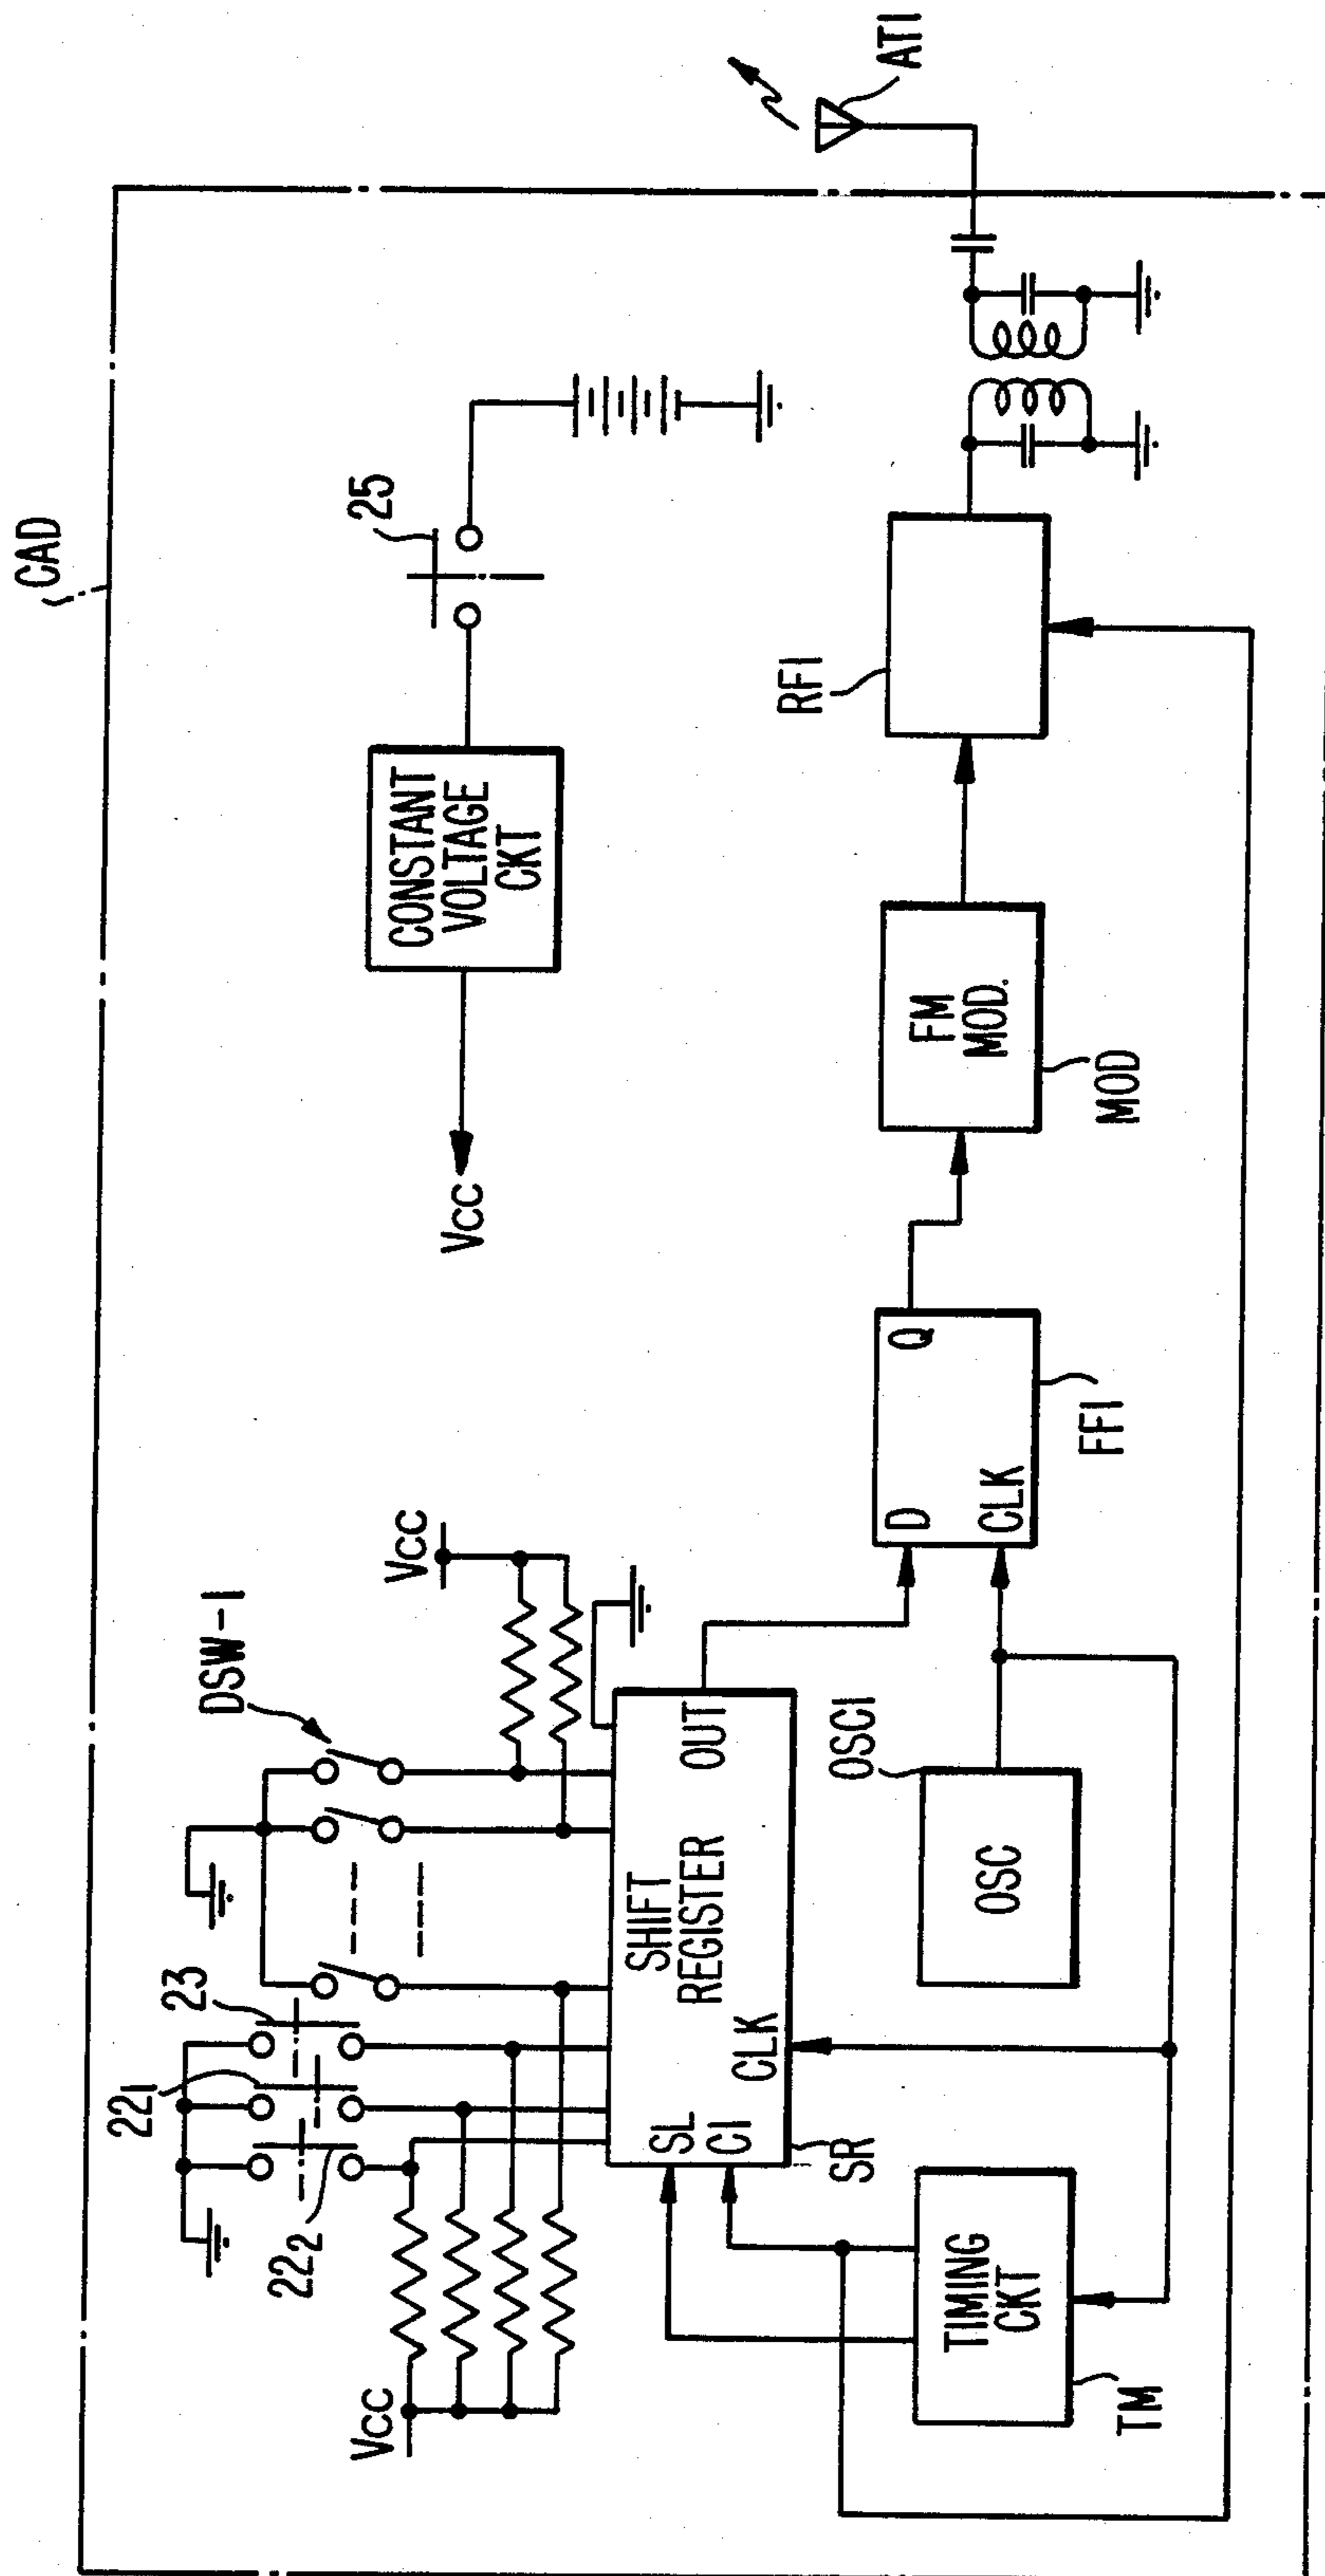 CAD
25
CONSTANT
VOLTAGE
CKT
Vcc
ATI
DSW-1
Vcc
23
22₁
22₂
Vcc
SHIFT
REGISTER
OUT
SL
CI
CLK
SR
OSC1
OSC
TIMING
CKT
TM
D
Q
CLK
FF1
FM
MOD.
MOD
RF1